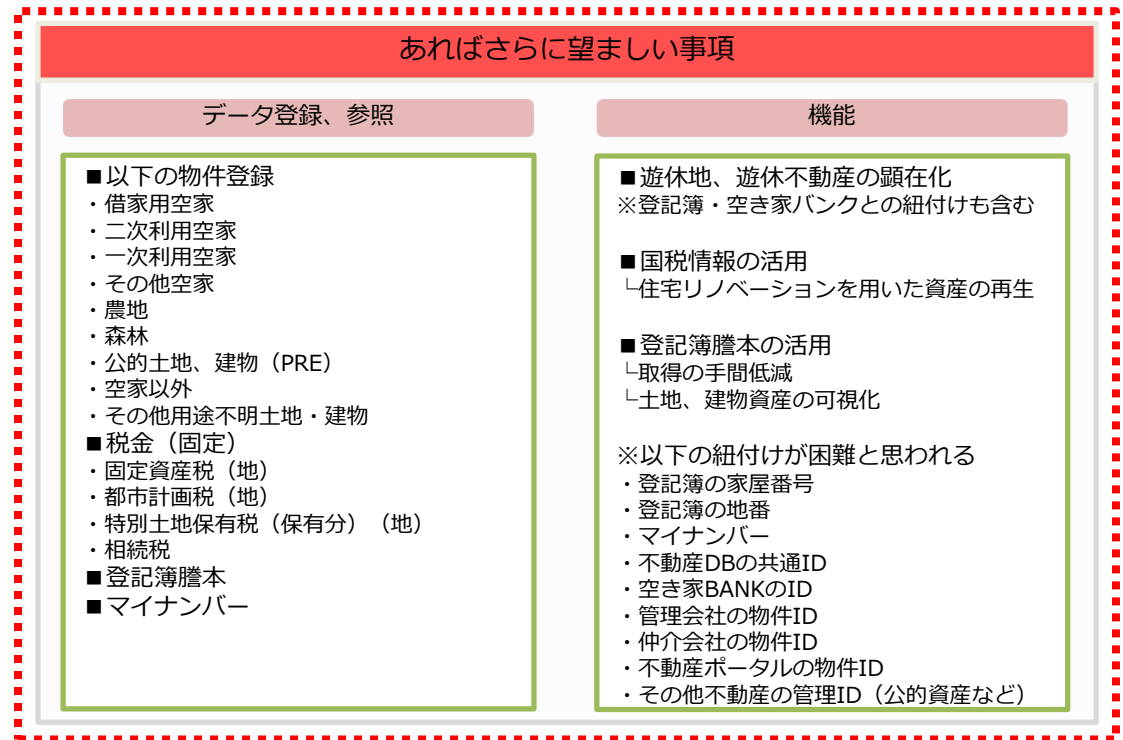 あればさらに望ましい事項
データ登録、参照
■以下の物件登録
・借家用空家
・二次利用空家
・一次利用空家
・その他空家
・農地
・森林
・公的土地、建物（PRE）
・空家以外
・その他用途不明土地・建物
■税金（固定）
・固定資産税（地）
・都市計画税（地）
・特別土地保有税（保有分）（地）
・相続税
■登記簿謄本
■マイナンバー
機能
■遊休地、遊休不動産の顕在化
※登記簿・空き家バンクとの紐付けも含む
■国税情報の活用
└住宅リノベーションを用いた資産の再生
■登記簿謄本の活用
└取得の手間低減
└土地、建物資産の可視化
※以下の紐付けが困難と思われる
・登記簿の家屋番号
・登記簿の地番
・マイナンバー
・不動産DBの共通ID
・空き家BANKのID
・管理会社の物件ID
・仲介会社の物件ID
・不動産ポータルの物件ID
・その他不動産の管理ID（公的資産など）